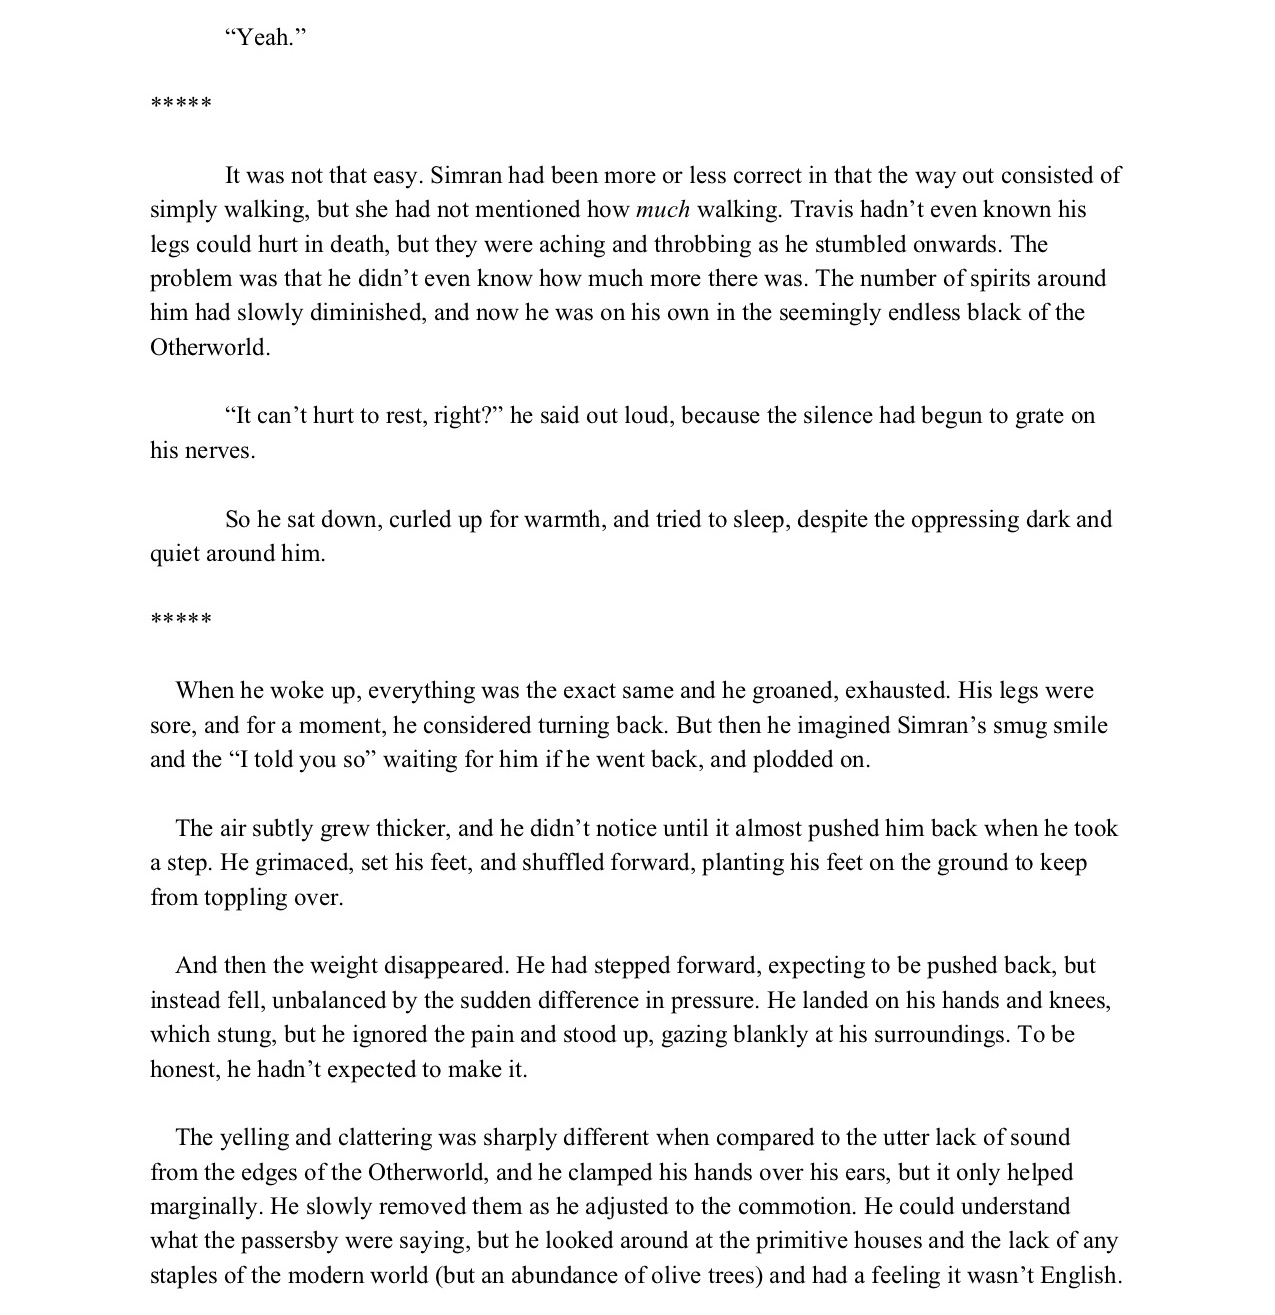 “Yeah.”
*****
It was not that easy. Simran had been more or less correct in that the way out consisted of
simply walking, but she had not mentioned how much walking. Travis hadn’t even known his
legs could hurt in death, but they were aching and throbbing as he stumbled onwards. The
problem was that he didn’t even know how much more there was. The number of spirits around
him had slowly diminished, and now he was on his own in the seemingly endless black of the
Otherworld.
“It can’t hurt to rest, right?” he said out loud, because the silence had begun to grate on
his nerves.
So he sat down, curled up for warmth, and tried to sleep, despite the oppressing dark and
quiet around him.
*****
When he woke up, everything was the exact same and he groaned, exhausted. His legs were
sore, and for a moment, he considered turning back. But then he imagined Simran’s smug smile
and the “I told you so” waiting for him if he went back, and plodded on.
The air subtly grew thicker, and he didn’t notice until it almost pushed him back when he took
a step. He grimaced, set his feet, and shuffled forward, planting his feet on the ground to keep
from toppling over.
And then the weight disappeared. He had stepped forward, expecting to be pushed back, but
instead fell, unbalanced by the sudden difference in pressure. He landed on his hands and knees,
which stung, but he ignored the pain and stood up, gazing blankly at his surroundings. To be
honest, he hadn’t expected to make it.
The yelling and clattering was sharply different when compared to the utter lack of sound
from the edges of the Otherworld, and he clamped his hands over his ears, but it only helped
marginally. He slowly removed them as he adjusted to the commotion. He could understand
what the passersby were saying, but he looked around at the primitive houses and the lack of any
staples of the modern world (but an abundance of olive trees) and had a feeling it wasn’t English.